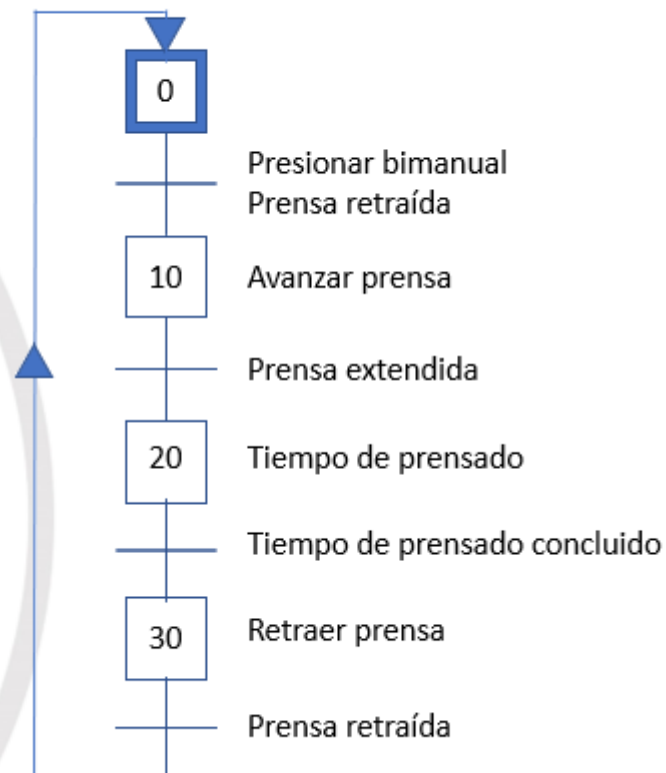 0
Presionar bimanual
Prensa retraída
10
Avanzar prensa
Prensa extendida
20
Tiempo de prensado
Tiempo de prensado concluido
30
Retraer prensa
Prensa retraída